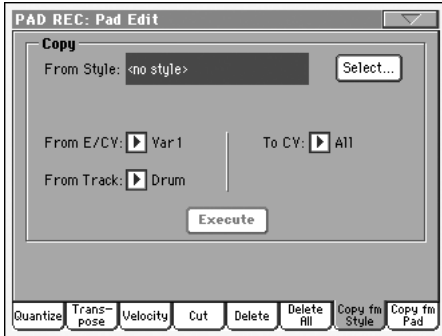 PAD REC: Pad Edit
Copy
From Style: <no style> Select...
From E/CY: Var1 To CY: All
From Track: Drum
Execute
Quantize Trans-pose Velocity Cut Delete Delete All Copy fm Style Copy fm Pad